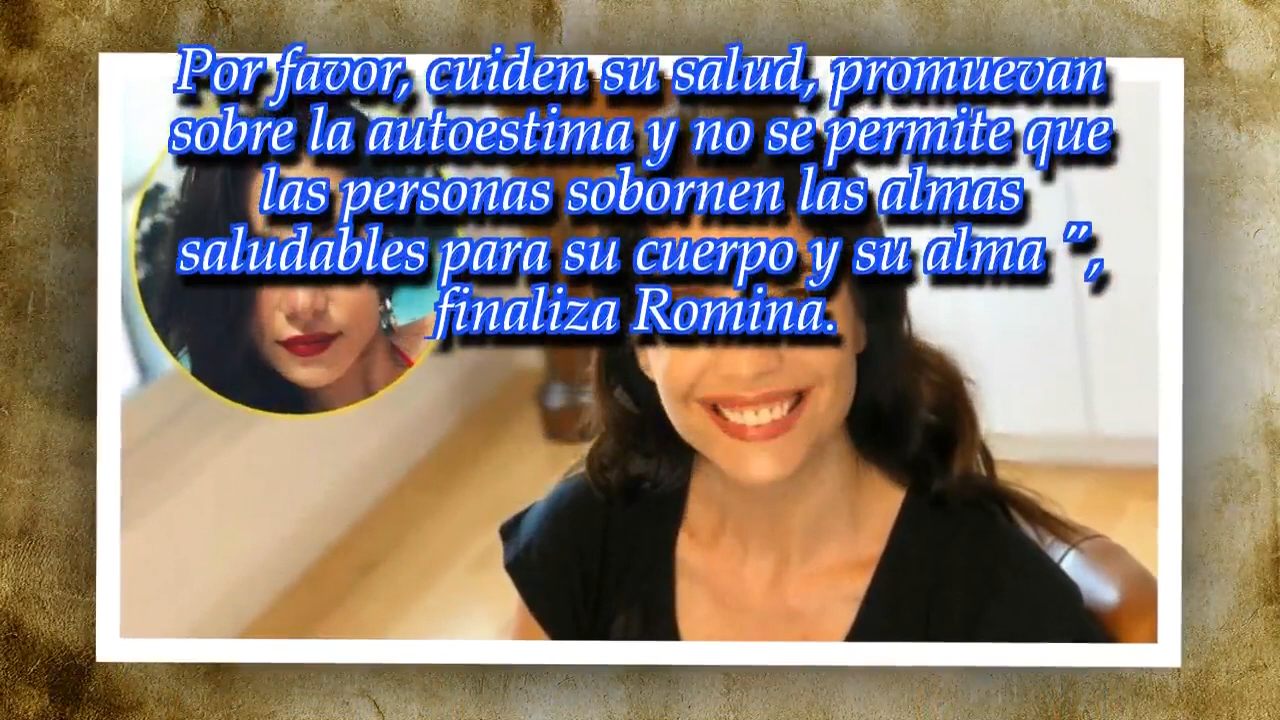 Por favor, cuiden su salud, promuevan
sobre la autoestima y no se permite que
las personas sobornen las almas
saludables para su cuerpo y su alma ",
finaliza Romina.